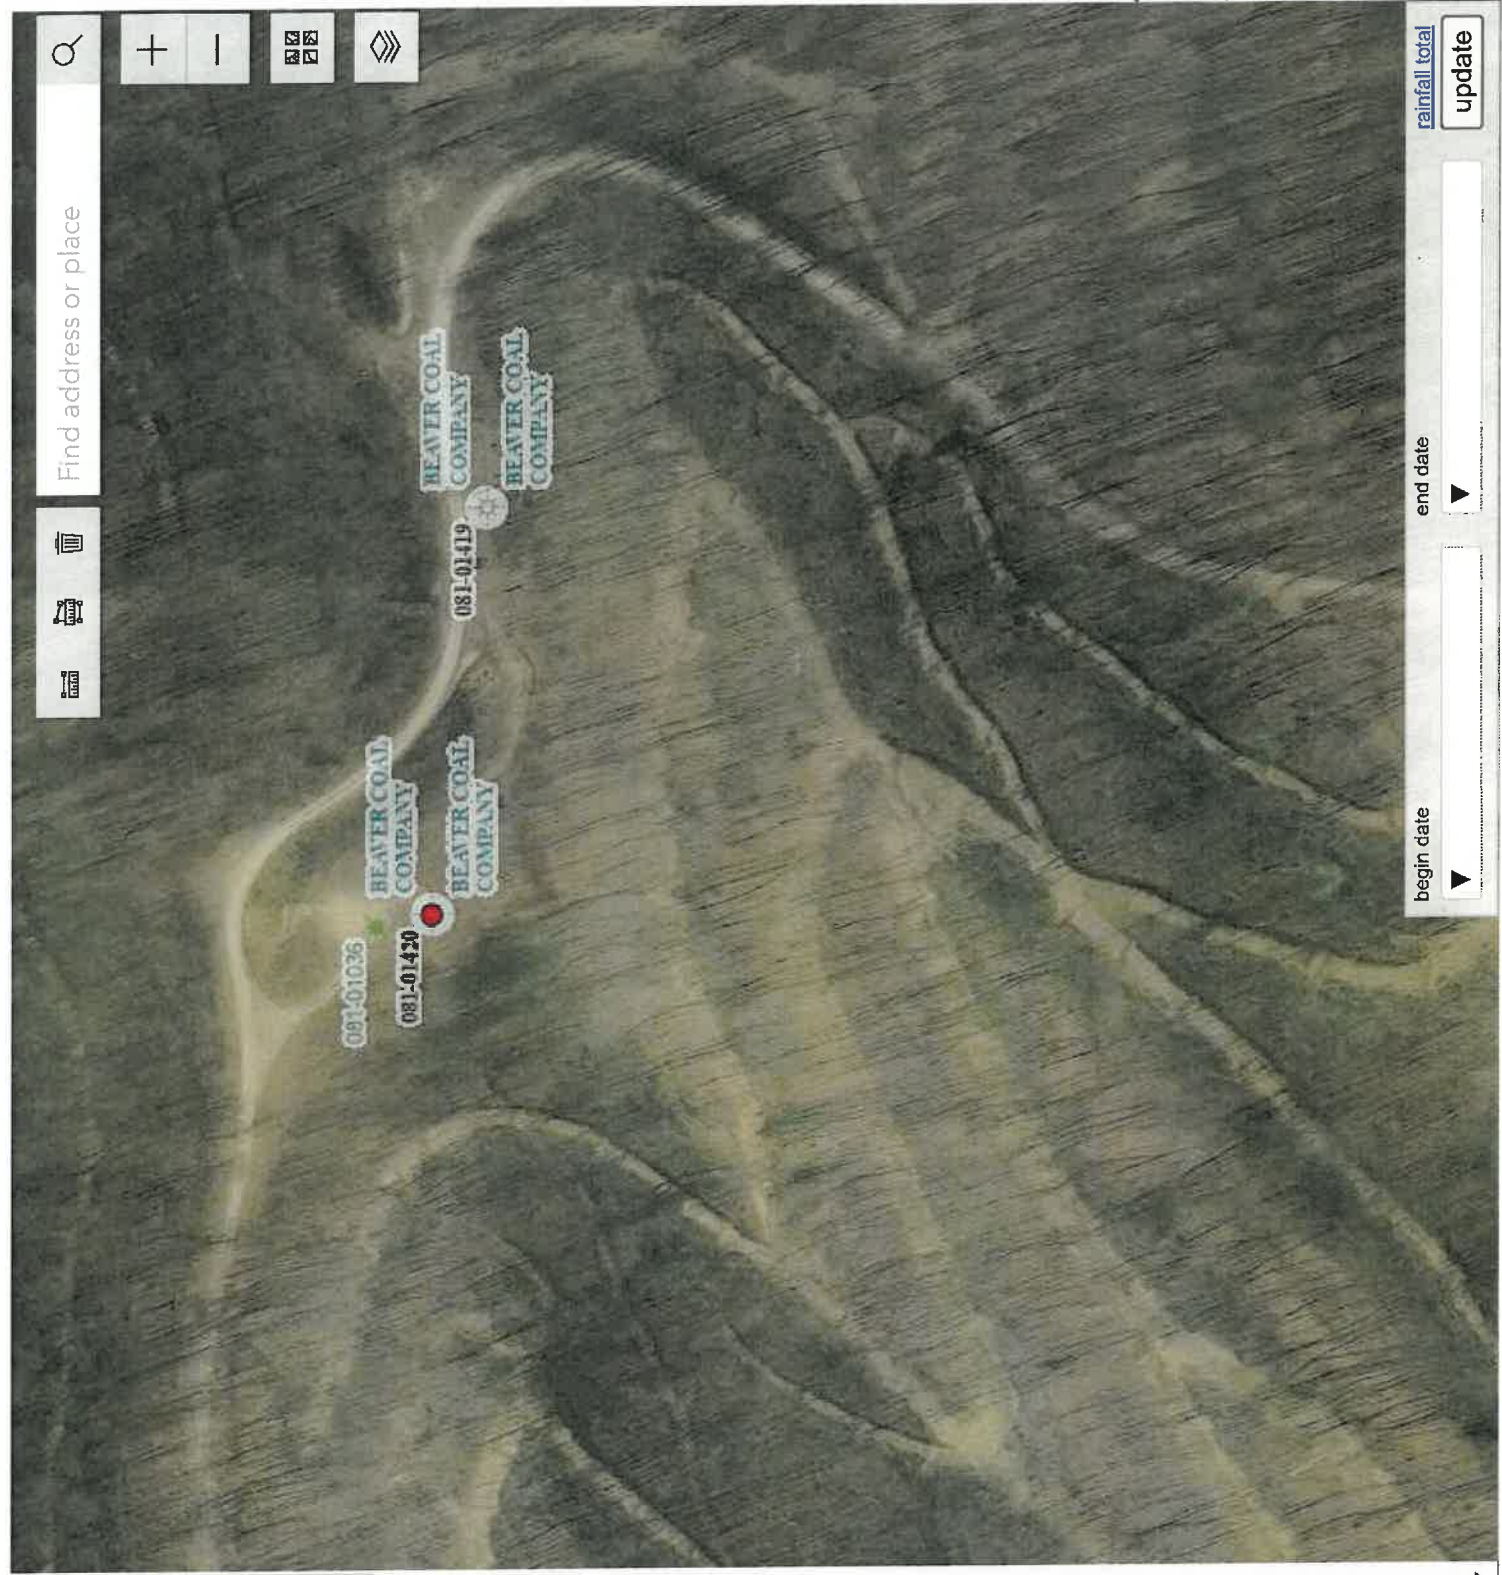 Find address or place
081-01036
BEAVER COAL
COMPANY
081-01420
BEAVER COAL
COMPANY
BEAVER COAL
COMPANY
081-01419
BEAVER COAL
COMPANY
begin date
end date
rainfall total
update